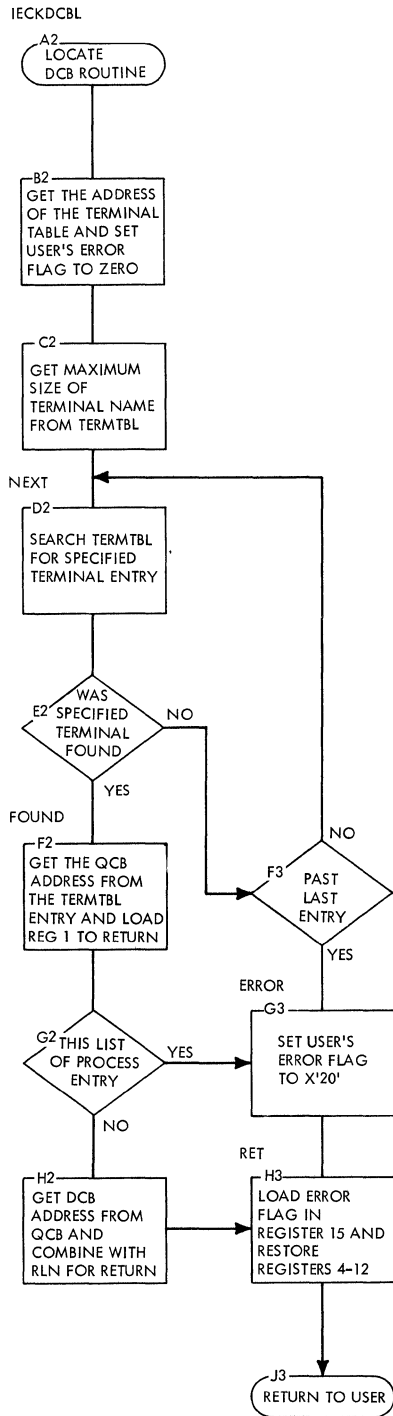 IECKDCBL
A2
LOCATE
DCB ROUTINE
B2
GET THE ADDRESS
OF THE TERMINAL
TABLE AND SET
USER'S ERROR
FLAG TO ZERO
C2
GET MAXIMUM
SIZE OF
TERMINAL NAME
FROM TERMTBL
NEXT
D2
SEARCH TERMTBL
FOR SPECIFIED
TERMINAL ENTRY
E2
WAS
SPECIFIED
TERMINAL
FOUND
NO
YES
FOUND
F2
GET THE QCB
ADDRESS FROM
THE TERMTBL
ENTRY AND LOAD
REG 1 TO RETURN
NO
F3
PAST
LAST
ENTRY
YES
G2
THIS LIST
OF PROCESS
ENTRY
YES
NO
ERROR
G3
SET USER'S
ERROR FLAG
TO X'20'
H2
GET DCB
ADDRESS FROM
QCB AND
COMBINE WITH
RLN FOR RETURN
RET
H3
LOAD ERROR
FLAG IN
REGISTER 15 AND
RESTORE
REGISTERS 4-12
J3
RETURN TO USER